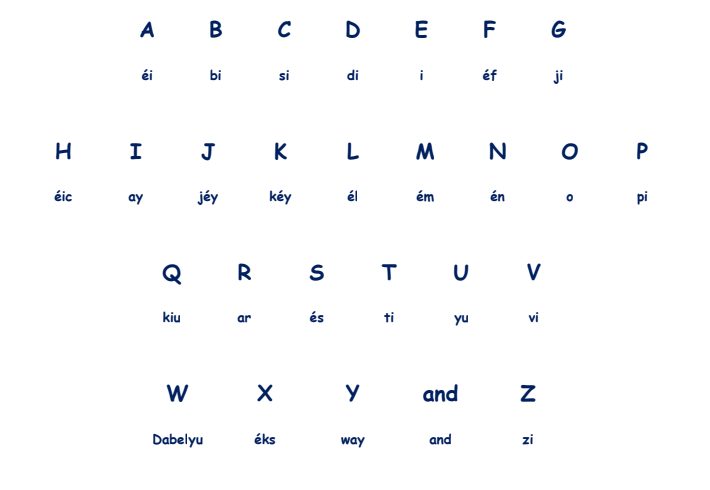 A B C D E F G
éi bi si di i éf ji
H I J K L M N O P
éic ay jéy kéy él ém én o pi
Q R S T U V
kiu ar és ti yu vi
W X Y and Z
Dabelyu éks way and zi